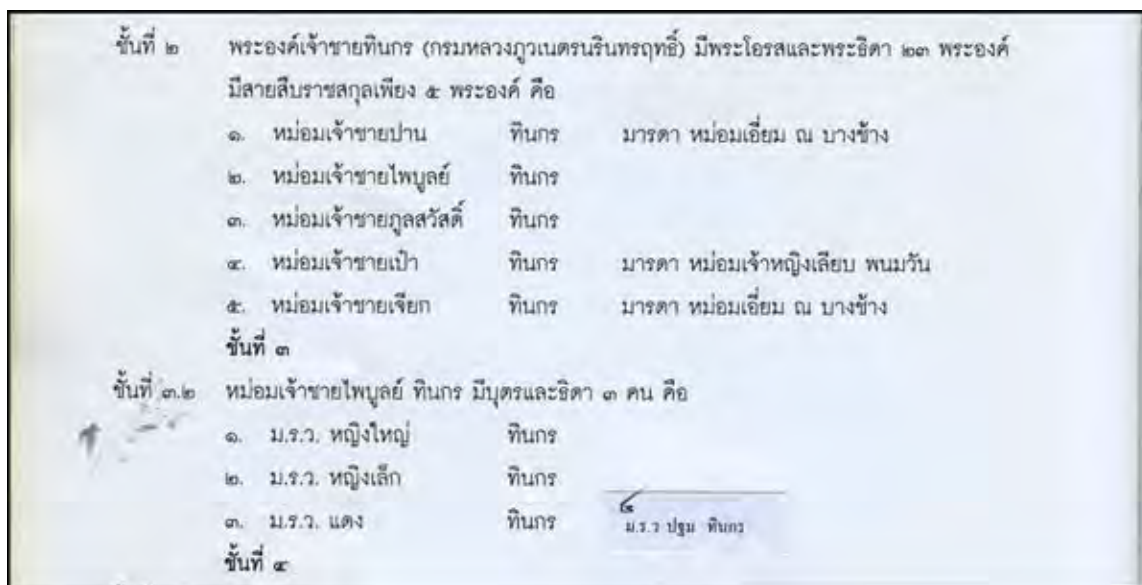 ชั้นที่ ๒ พระองค์เจ้าชายทินกร (กรมหลวงภูวเนตรนรินทรฤทธิ์) มีพระโอรสและพระธิดา ๒๓ พระองค์
มีสายสืบราชสกุลเพียง ๕ พระองค์ คือ
๑. หม่อมเจ้าชายปาน ทินกร มารดา หม่อมเอี่ยม ณ บางช้าง
๒. หม่อมเจ้าชายไพบูลย์ ทินกร
๓. หม่อมเจ้าชายภูลสวัสดิ์ ทินกร
๔. หม่อมเจ้าชายเป๋า ทินกร มารดา หม่อมเจ้าหญิงเลียบ พนมวัน
๕. หม่อมเจ้าชายเจียก ทินกร มารดา หม่อมเอี่ยม ณ บางช้าง
ชั้นที่ ๓
ชั้นที่ ๓.๒ หม่อมเจ้าชายไพบูลย์ ทินกร มีบุตรและธิดา ๓ คน คือ
๑. ม.ร.ว. หญิงใหญ่ ทินกร
๒. ม.ร.ว. หญิงเล็ก ทินกร
๓. ม.ร.ว. แดง ทินกร
ม.ร.ว ปฐม ทินกร
ชั้นที่ ๔